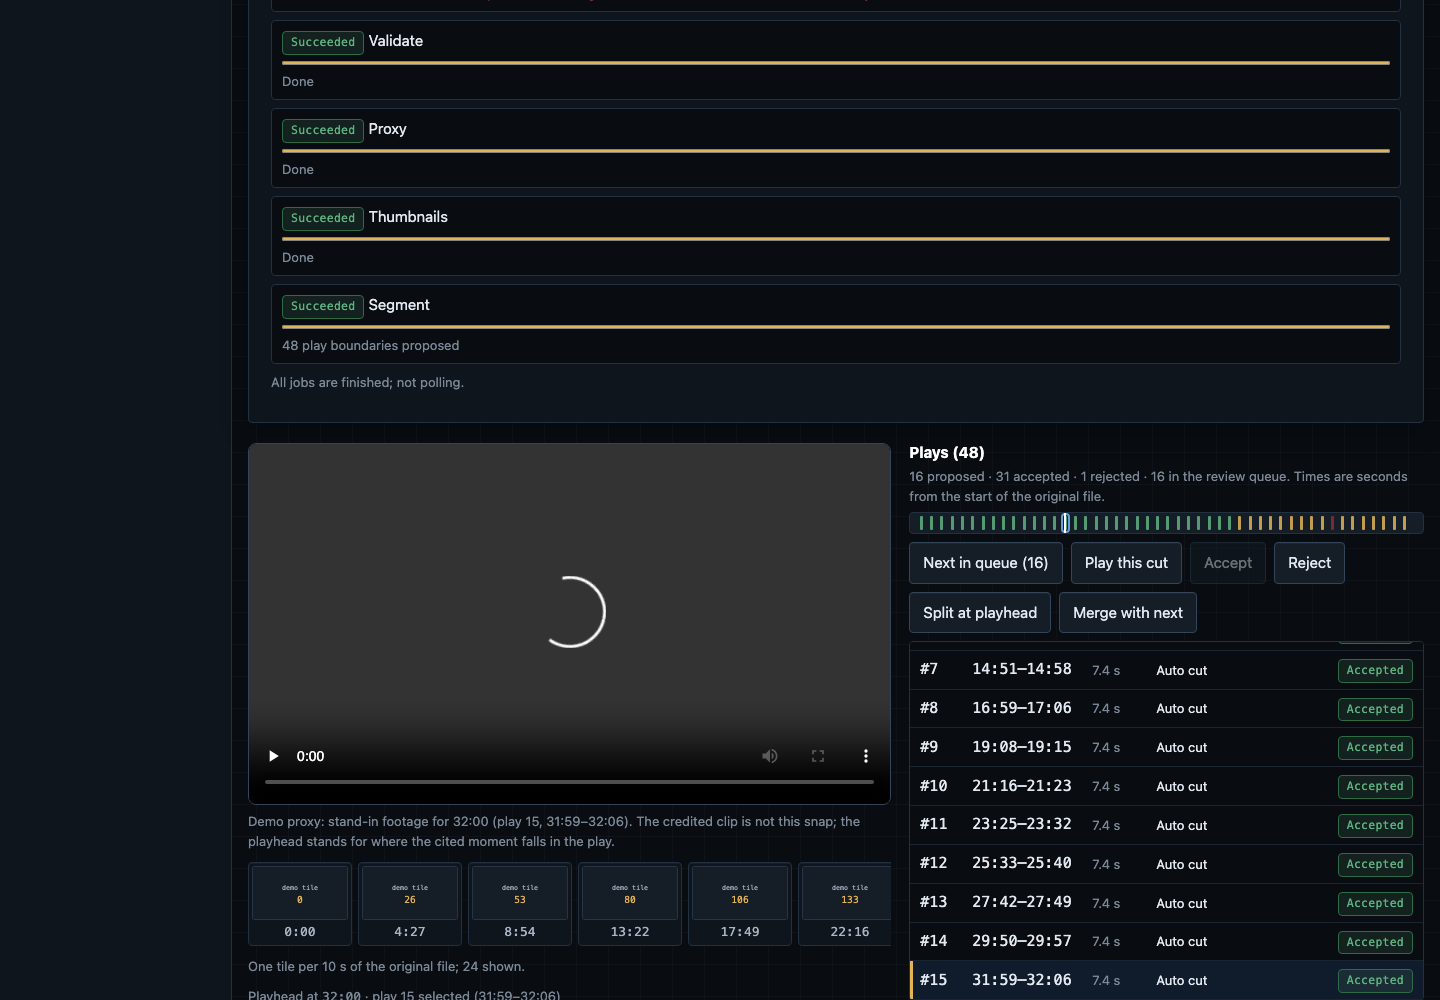 Succeeded Validate
Done
Succeeded Proxy
Done
Succeeded Thumbnails
Done
Succeeded Segment
48 play boundaries proposed
All jobs are finished; not polling.
0:00
Demo proxy: stand-in footage for 32:00 (play 15, 31:59–32:06). The credited clip is not this snap; the
playhead stands for where the cited moment falls in the play.
demo tile demo tile demo tile demo tile demo tile demo tile
0 26 53 80 106 133
0:00 4:27 8:54 13:22 17:49 22:16
One tile per 10 s of the original file; 24 shown.
Playhead at 32:00 · play 15 selected (31:59–32:06)
Plays (48)
16 proposed · 31 accepted · 1 rejected · 16 in the review queue. Times are seconds
from the start of the original file.
Next in queue (16) Play this cut Accept Reject
Split at playhead Merge with next
#7 14:51–14:58 7.4 s Auto cut Accepted
#8 16:59–17:06 7.4 s Auto cut Accepted
#9 19:08–19:15 7.4 s Auto cut Accepted
#10 21:16–21:23 7.4 s Auto cut Accepted
#11 23:25–23:32 7.4 s Auto cut Accepted
#12 25:33–25:40 7.4 s Auto cut Accepted
#13 27:42–27:49 7.4 s Auto cut Accepted
#14 29:50–29:57 7.4 s Auto cut Accepted
#15 31:59–32:06 7.4 s Auto cut Accepted